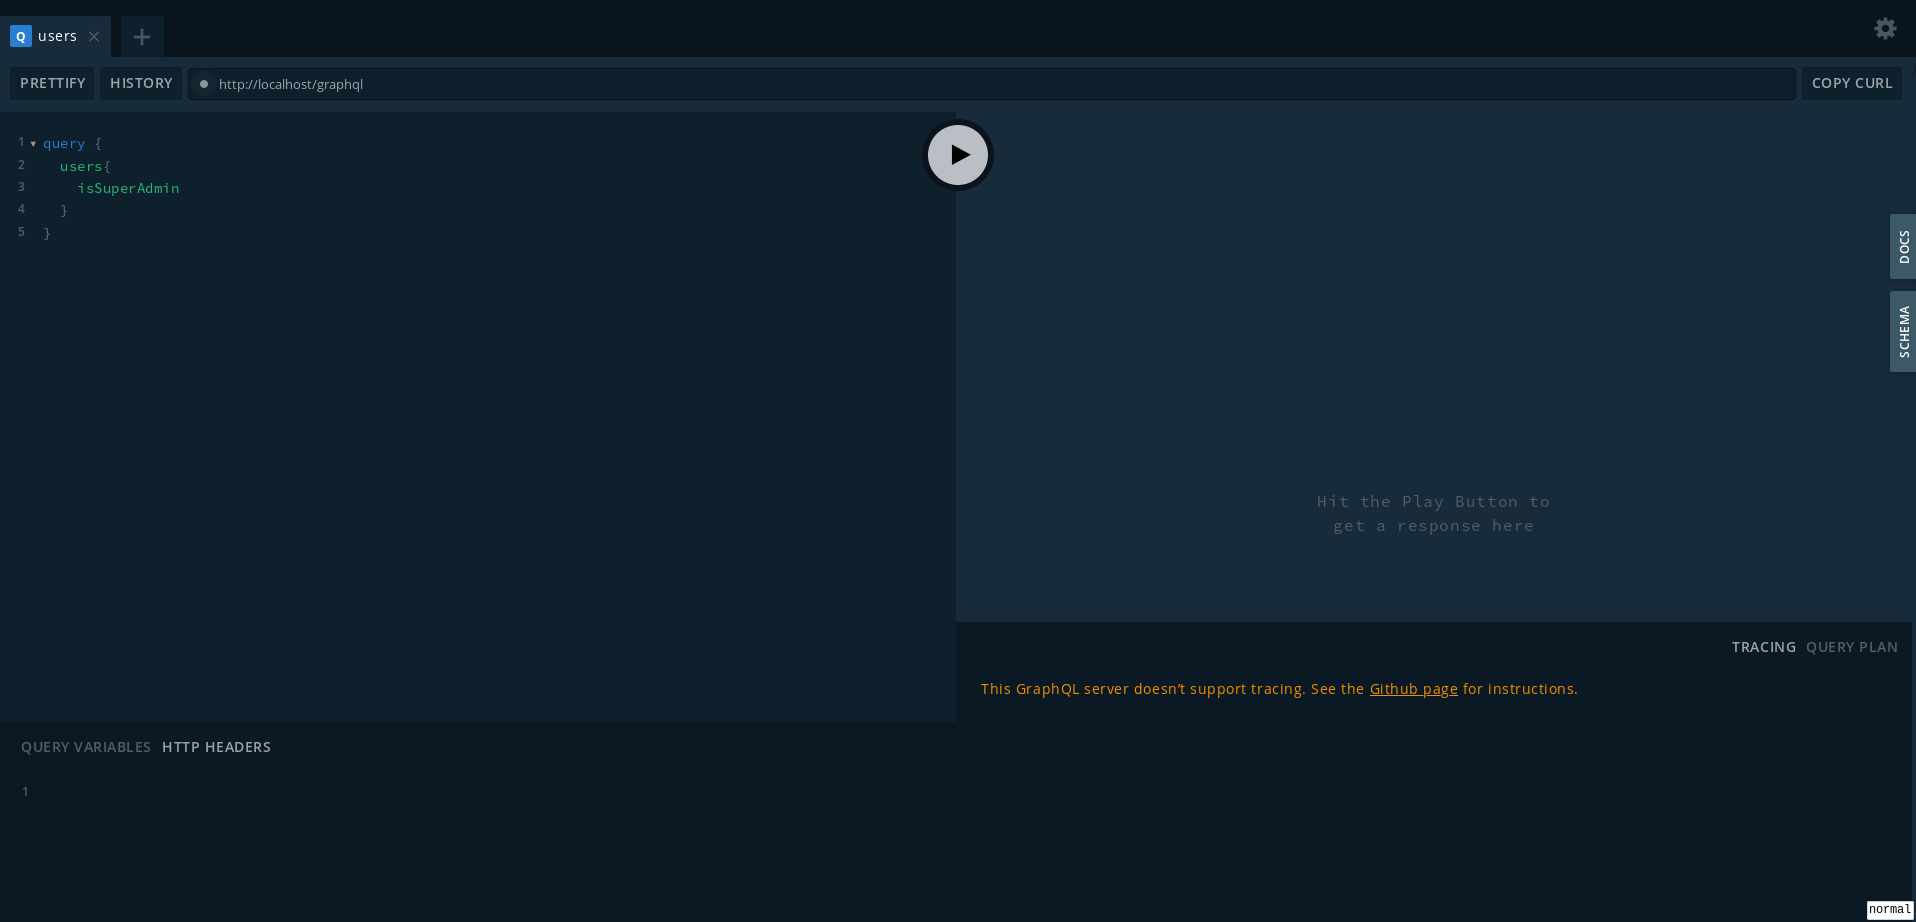 Q users
PRETTIFY HISTORY http://localhost/graphql COPY CURL
1 query {
2 users{
3 isSuperAdmin
4 }
5 }
DOCS
SCHEMA
Hit the Play Button to
get a response here
TRACING QUERY PLAN
This GraphQL server doesn’t support tracing. See the Github page for instructions.
QUERY VARIABLES HTTP HEADERS
1
normal